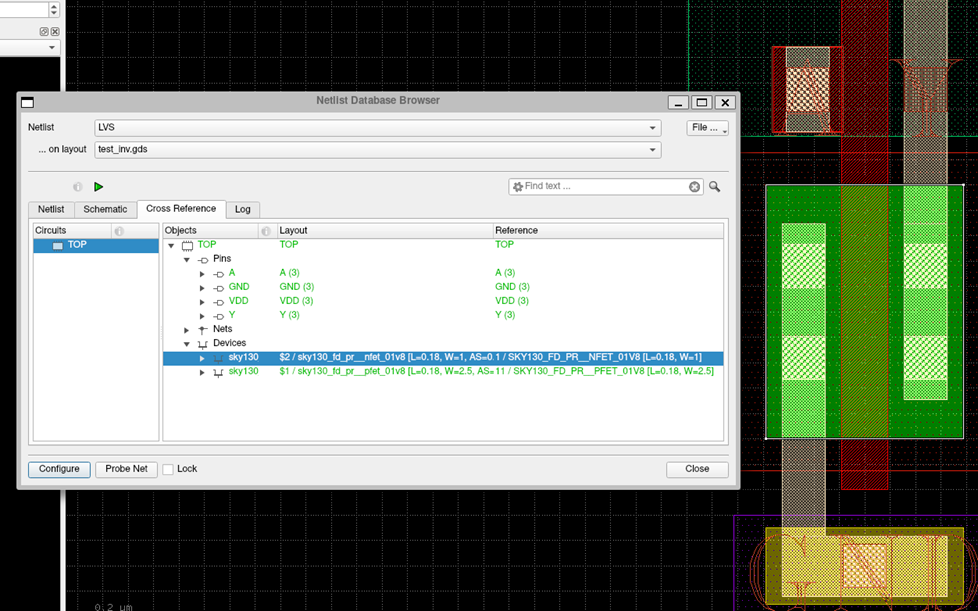 Netlist Database Browser
Netlist LVS File ...
... on layout test_inv.gds
Find text ...
Netlist Schematic Cross Reference Log
Circuits Objects Layout Reference
TOP TOP TOP TOP
Pins
A A (3) A (3)
GND GND (3) GND (3)
VDD VDD (3) VDD (3)
Y Y (3) Y (3)
Nets
Devices
sky130 $2 / sky130_fd_pr__nfet_01v8 [L=0.18, W=1, AS=0.1 / SKY130_FD_PR__NFET_01V8 [L=0.18, W=1]
sky130 $1 / sky130_fd_pr__pfet_01v8 [L=0.18, W=2.5, AS=11 / SKY130_FD_PR__PFET_01V8 [L=0.18, W=2.5]
Configure Probe Net Lock Close
A Y
GND
0.2 um